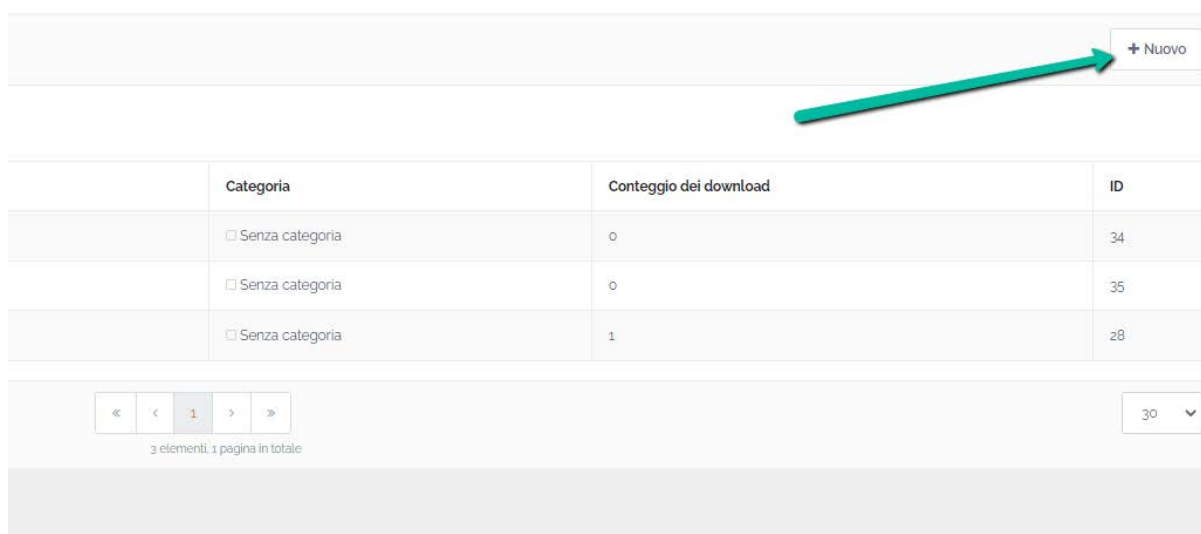 + Nuovo
Categoria Conteggio dei download ID
Senza categoria 0 34
Senza categoria 0 35
Senza categoria 1 28
« < 1 > » 30
3 elementi, 1 pagina in totale